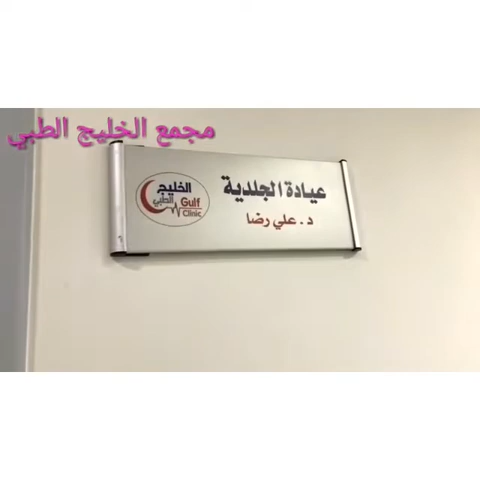 مجمع الخليج الطبي
عيادة الجلدية
د. علي رضا
الخليج
الطبي
Gulf
Clinic